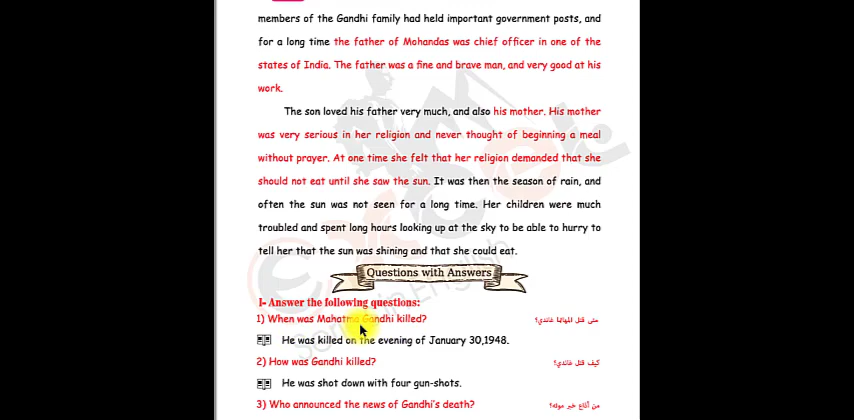 members of the Gandhi family had held important government posts, and
for a long time the father of Mohandas was chief officer in one of the
states of India. The father was a fine and brave man, and very good at his
work.
The son loved his father very much, and also his mother. His mother
was very serious in her religion and never thought of beginning a meal
without prayer. At one time she felt that her religion demanded that she
should not eat until she saw the sun. It was then the season of rain, and
often the sun was not seen for a long time. Her children were much
troubled and spent long hours looking up at the sky to be able to hurry to
tell her that the sun was shining and that she could eat.
Questions with Answers
I- Answer the following questions:
1) When was Mahatma Gandhi killed? متى قتل المهاتما غاندي؟
He was killed on the evening of January 30,1948.
2) How was Gandhi killed? كيف قتل غاندي؟
He was shot down with four gun-shots.
3) Who announced the news of Gandhi's death? من أذاع خبر موته؟